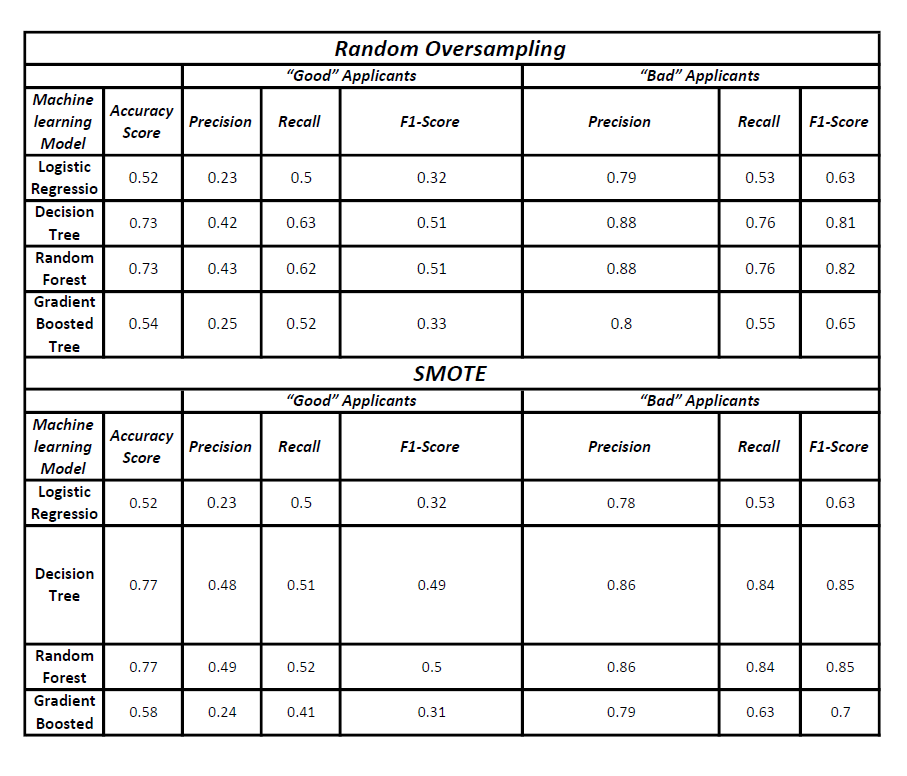 Random Oversampling
“Good” Applicants “Bad” Applicants
Machine
learning
Model
Accuracy
Score
Precision Recall F1-Score Precision Recall F1-Score
Logistic
Regressio
0.52 0.23 0.5 0.32 0.79 0.53 0.63
Decision
Tree
0.73 0.42 0.63 0.51 0.88 0.76 0.81
Random
Forest
0.73 0.43 0.62 0.51 0.88 0.76 0.82
Gradient
Boosted
Tree
0.54 0.25 0.52 0.33 0.8 0.55 0.65
SMOTE
“Good” Applicants “Bad” Applicants
Machine
learning
Model
Accuracy
Score
Precision Recall F1-Score Precision Recall F1-Score
Logistic
Regressio
0.52 0.23 0.5 0.32 0.78 0.53 0.63
Decision
Tree
0.77 0.48 0.51 0.49 0.86 0.84 0.85
Random
Forest
0.77 0.49 0.52 0.5 0.86 0.84 0.85
Gradient
Boosted
0.58 0.24 0.41 0.31 0.79 0.63 0.7